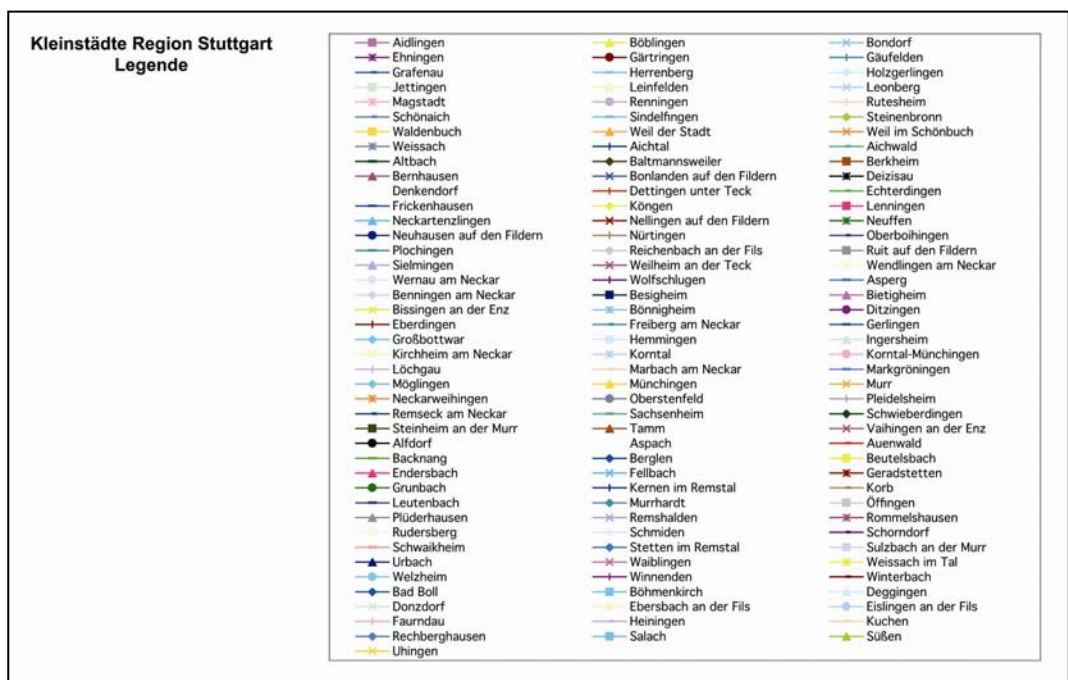 Kleinstädte Region Stuttgart
Legende
Aidlingen Böblingen Bondorf
Ehningen Gärtringen Gäufelden
Grafenau Herrenberg Holzgerlingen
Jettingen Leinfelden Leonberg
Magstadt Renningen Rutesheim
Schönaich Sindelfingen Steinenbronn
Waldenbuch Weil der Stadt Weil im Schönbuch
Weissach Aichtal Aichwald
Altbach Baltmannsweiler Berkheim
Bernhausen Bonlanden auf den Fildern Deizisau
Denkendorf Dettingen unter Teck Echterdingen
Frickenhausen Köngen Lenningen
Neckartenzlingen Nellingen auf den Fildern Neuffen
Neuhausen auf den Fildern Nürtingen Oberboihingen
Plochingen Reichenbach an der Fils Ruit auf den Fildern
Sielmingen Weilheim an der Teck Wendlingen am Neckar
Wernau am Neckar Wolfschlugen Asperg
Benningen am Neckar Besigheim Bietigheim
Bissingen an der Enz Bönnigheim Ditzingen
Eberdingen Freiberg am Neckar Gerlingen
Großbottwar Hemmingen Ingersheim
Kirchheim am Neckar Korntal Korntal-Münchingen
Löchgau Marbach am Neckar Markgröningen
Möglingen Münchingen Murr
Neckarweihingen Oberstenfeld Pleidelsheim
Remseck am Neckar Sachsenheim Schwieberdingen
Steinheim an der Murr Tamm Vaihingen an der Enz
Alfdorf Aspach Auenwald
Backnang Berglen Beutelsbach
Endersbach Fellbach Geradstetten
Grunbach Kernen im Remstal Korb
Leutenbach Murrhardt Öffingen
Plüderhausen Remshalden Rommelshausen
Rudersberg Schmiden Schorndorf
Schwaikheim Stetten im Remstal Sulzbach an der Murr
Urbach Waiblingen Weissach im Tal
Welzheim Winnenden Winterbach
Bad Boll Böhmenkirch Deggingen
Donzdorf Ebersbach an der Fils Eislingen an der Fils
Faurndau Heiningen Kuchen
Rechberghausen Salach Süßen
Uhingen